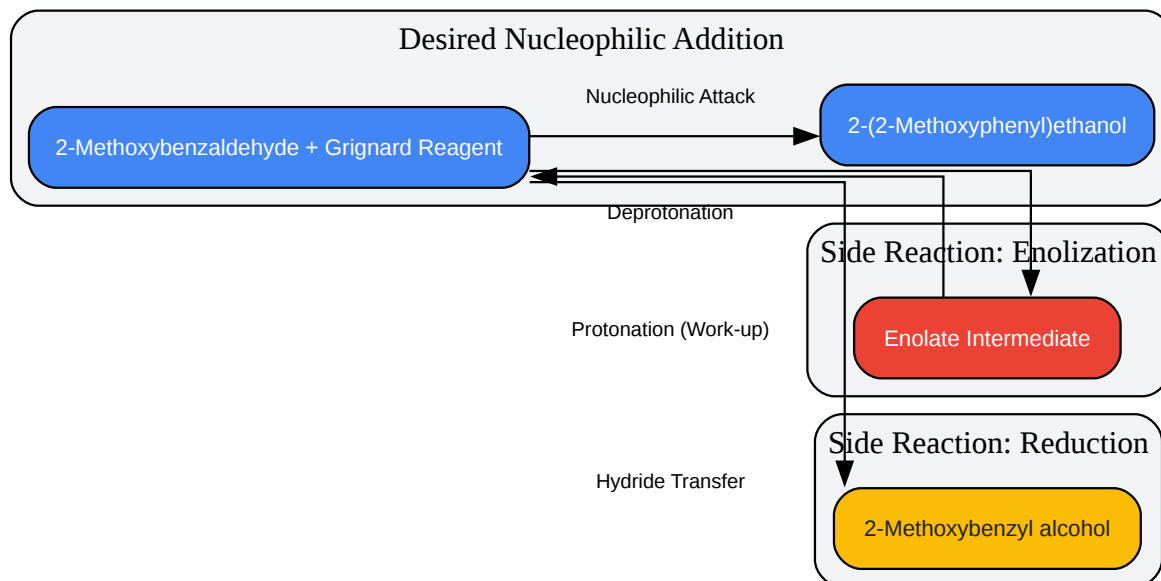 Desired Nucleophilic Addition
Nucleophilic Attack
2-Methoxybenzaldehyde + Grignard Reagent
2-(2-Methoxyphenyl)ethanol
Deprotonation
Side Reaction: Enolization
Protonation (Work-up)
Enolate Intermediate
Side Reaction: Reduction
Hydride Transfer
2-Methoxybenzyl alcohol